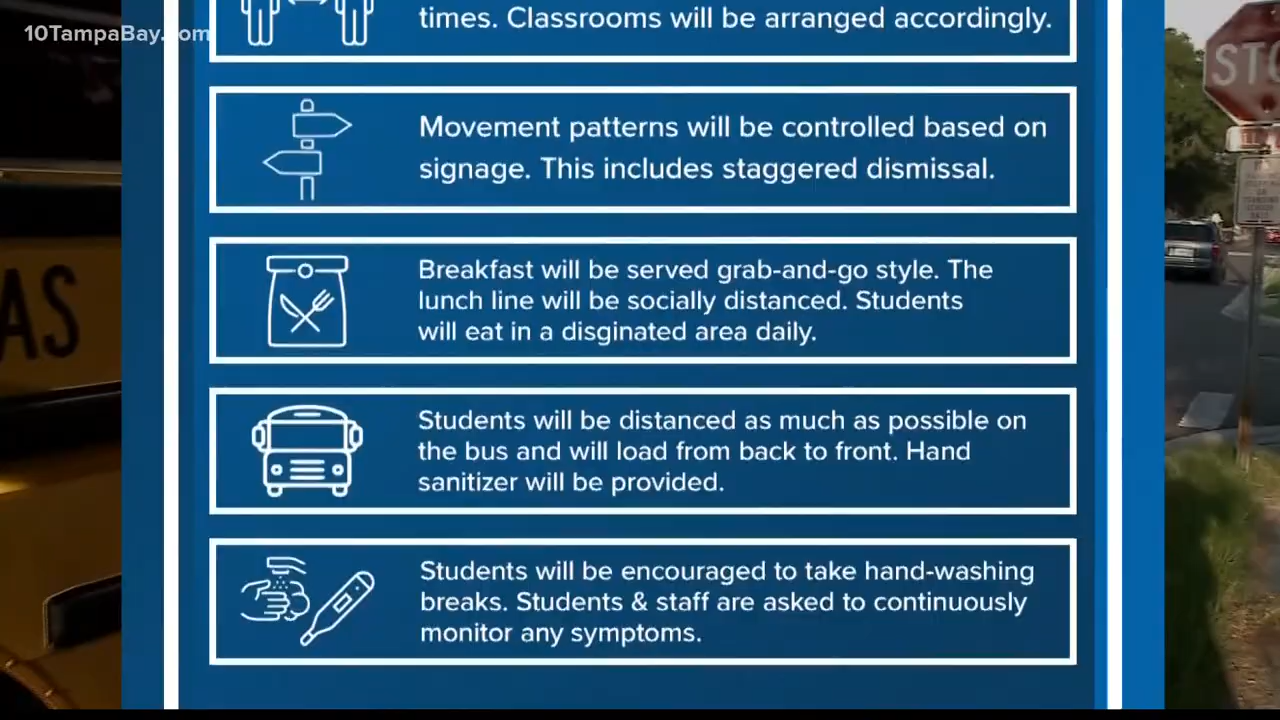 10TampaBay.com
times. Classrooms will be arranged accordingly.
Movement patterns will be controlled based on
signage. This includes staggered dismissal.
Breakfast will be served grab-and-go style. The
lunch line will be socially distanced. Students
will eat in a disginated area daily.
Students will be distanced as much as possible on
the bus and will load from back to front. Hand
sanitizer will be provided.
Students will be encouraged to take hand-washing
breaks. Students & staff are asked to continuously
monitor any symptoms.
AS
STO